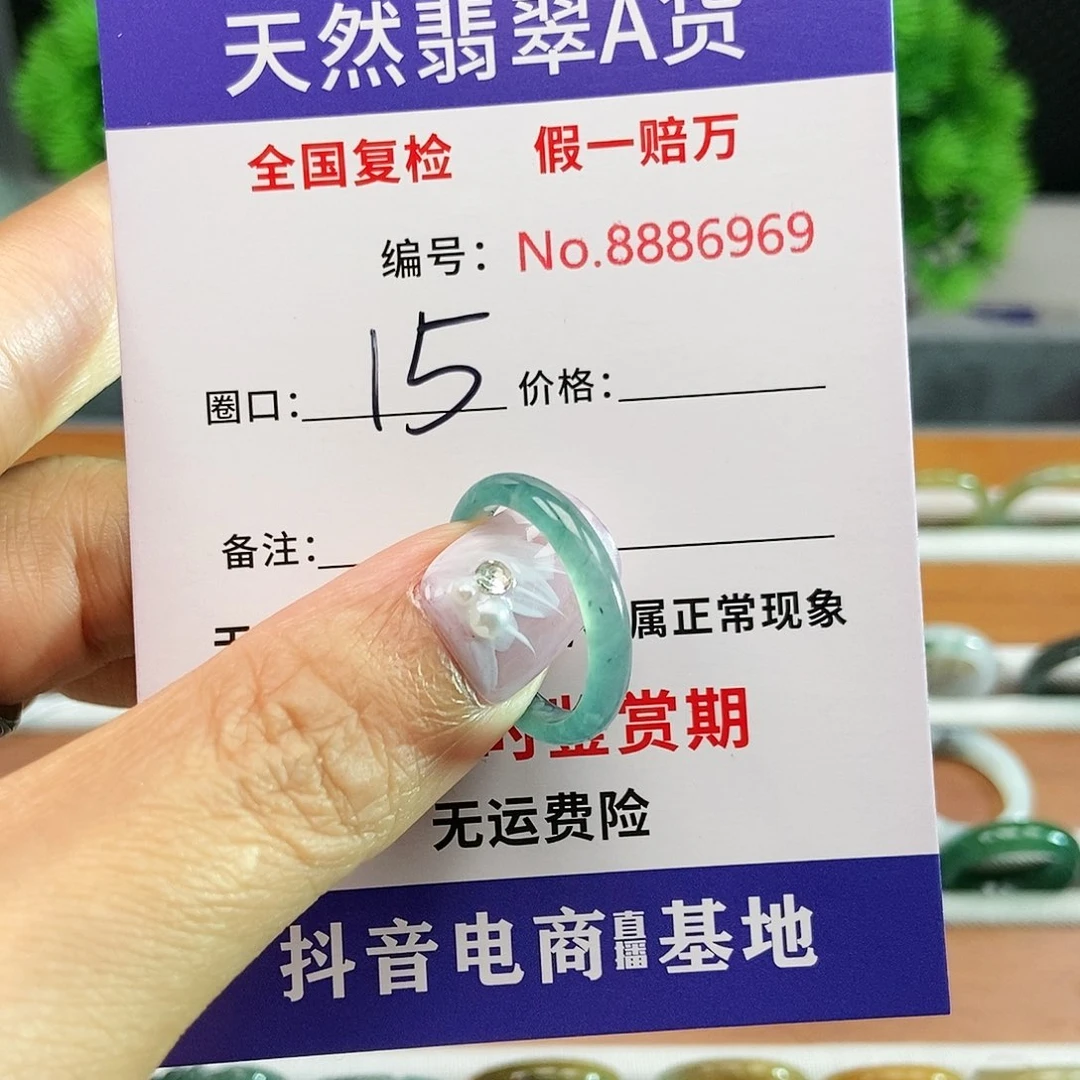 天然翡翠A货
全国复检 假一赔万
编号：No.8886969
圈口：15 价格：
备注：
属正常现象
鉴赏期
无运费险
抖音电商直播基地